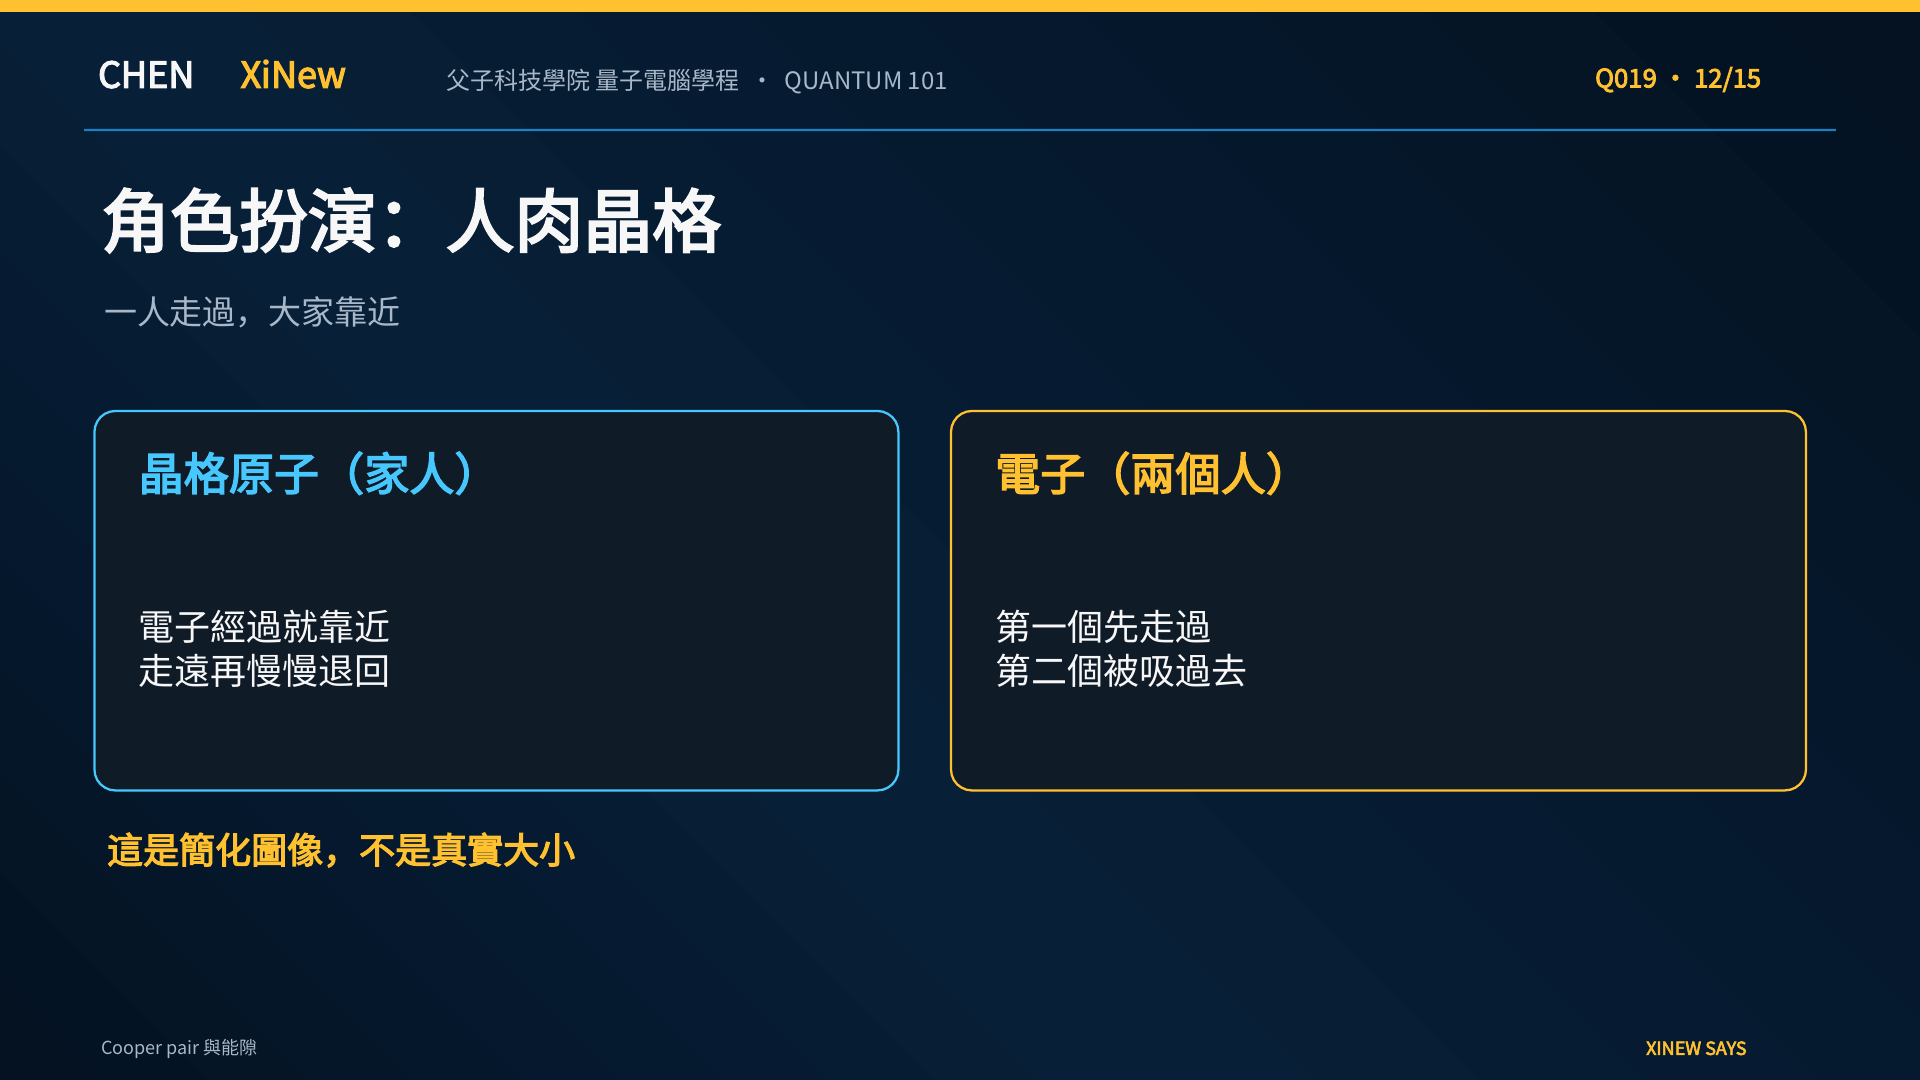 CHEN XiNew 父子科技學院 量子電腦學程 · QUANTUM 101
Q019 · 12/15
角色扮演：人肉晶格
一人走過，大家靠近
晶格原子（家人）
電子經過就靠近
走遠再慢慢退回
電子（兩個人）
第一個先走過
第二個被吸過去
這是簡化圖像，不是真實大小
Cooper pair 與能隙
XINEW SAYS